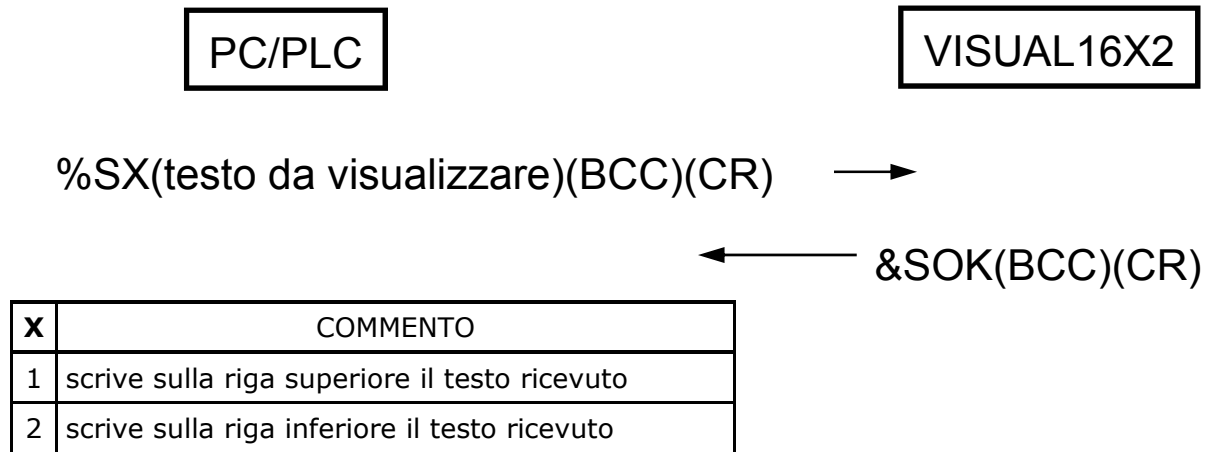 PC/PLC VISUAL16X2
%SX(testo da visualizzare)(BCC)(CR)
&SOK(BCC)(CR)
X COMMENTO
1 scrive sulla riga superiore il testo ricevuto
2 scrive sulla riga inferiore il testo ricevuto